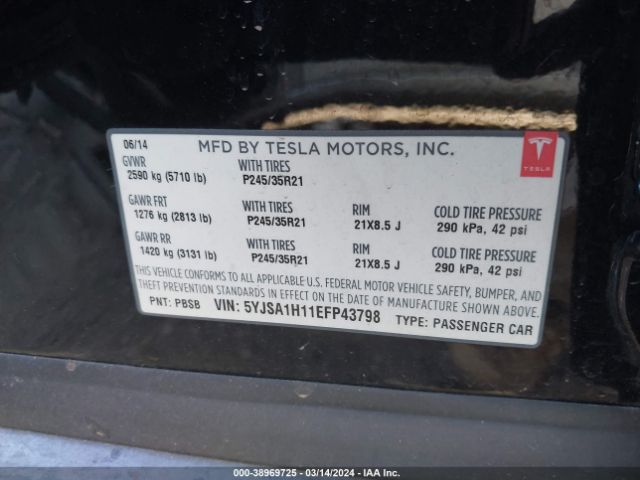 06/14 MFD BY TESLA MOTORS, INC.
GVWR WITH TIRES
2590 kg (5710 lb) P245/35R21
GAWR FRT WITH TIRES RIM COLD TIRE PRESSURE
1276 kg (2813 lb) P245/35R21 21X8.5 J 290 kPa, 42 psi
GAWR RR WITH TIRES RIM COLD TIRE PRESSURE
1420 kg (3131 lb) P245/35R21 21X8.5 J 290 kPa, 42 psi
THIS VEHICLE CONFORMS TO ALL APPLICABLE U.S. FEDERAL MOTOR VEHICLE SAFETY, BUMPER, AND
THEFT PREVENTION STANDARDS IN EFFECT ON THE DATE OF MANUFACTURE SHOWN ABOVE.
PNT: PBSB VIN: 5YJSA1H11EFP43798 TYPE: PASSENGER CAR
TESLA
000-38969725 - 03/14/2024 - IAA Inc.